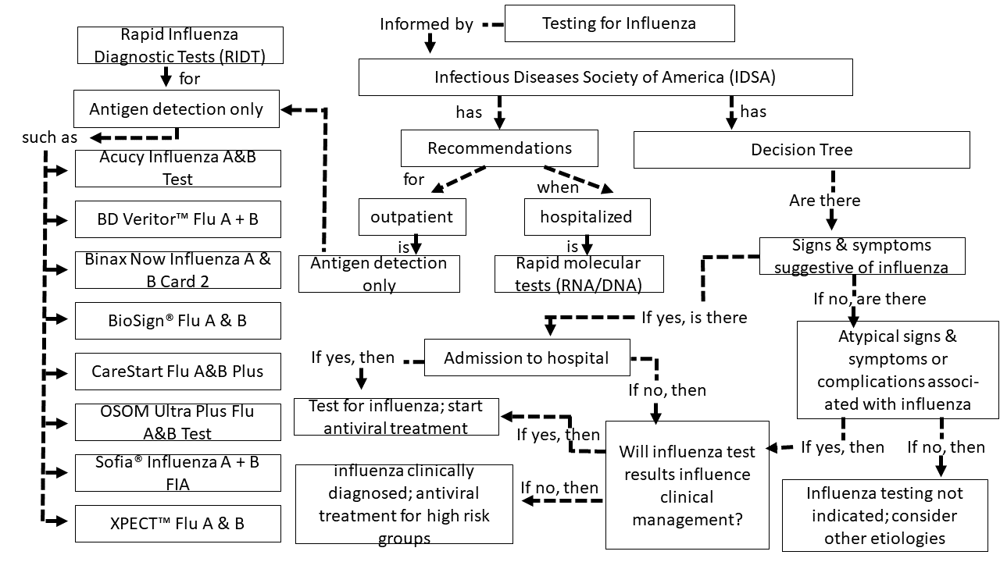 Testing for Influenza
Informed by
Infectious Diseases Society of America (IDSA)
has
has
Recommendations
Decision Tree
for
when
outpatient
hospitalized
is
is
Antigen detection
only
Rapid molecular
tests (RNA/DNA)
Rapid Influenza
Diagnostic Tests (RIDT)
for
Antigen detection only
such as
Acucy Influenza A&B
Test
BD Veritor™ Flu A + B
Binax Now Influenza A &
B Card 2
BioSign® Flu A & B
CareStart Flu A&B Plus
OSOM Ultra Plus Flu
A&B Test
Sofia® Influenza A + B
FIA
XPECT™ Flu A & B
Are there
Signs & symptoms
suggestive of influenza
If no, are there
If yes, is there
Atypical signs &
symptoms or
complications associ-
ated with influenza
Admission to hospital
If yes, then
If no, then
Test for influenza; start
antiviral treatment
If yes, then
Will influenza test
results influence
clinical
management?
If yes, then
If no, then
If no, then
influenza clinically
diagnosed; antiviral
treatment for high risk
groups
Influenza testing not
indicated; consider
other etiologies